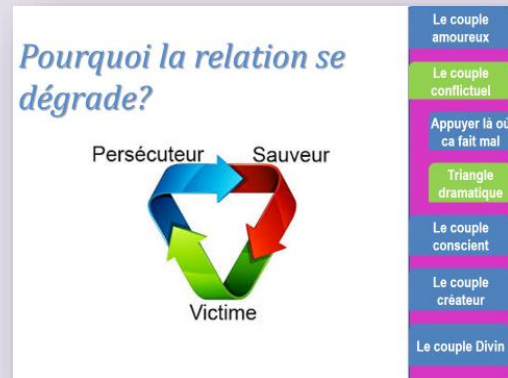 Pourquoi la relation se
dégrade?
Persécuteur Sauveur
Victime
Le couple
amoureux
Le couple
conflictuel
Appuyer là où
ca fait mal
Triangle
dramatique
Le couple
conscient
Le couple
créateur
Le couple Divin